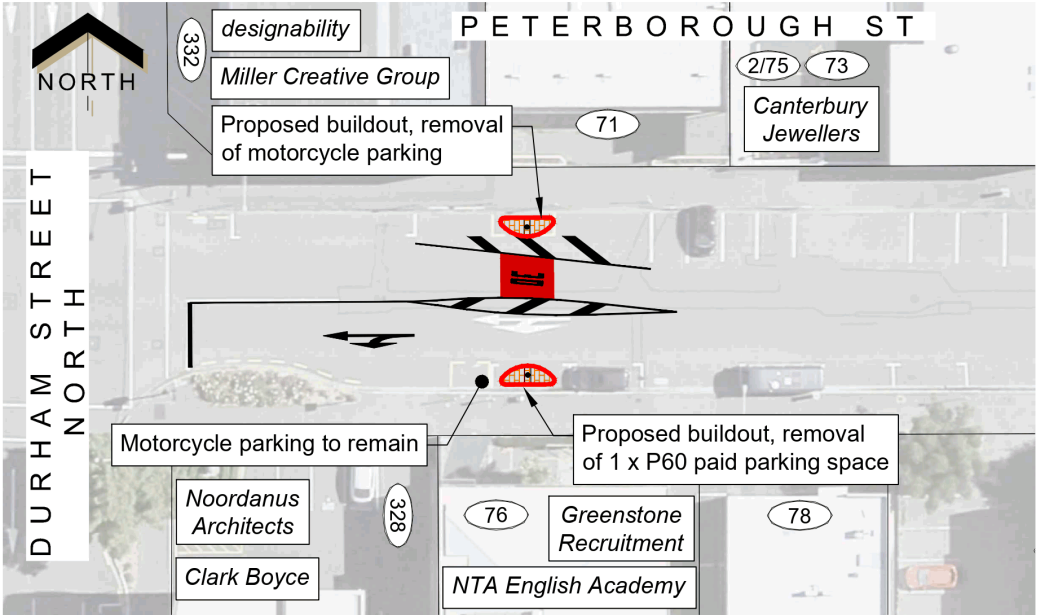 PETERBOROUGH ST
NORTH
332
designability
Miller Creative Group
Proposed buildout, removal
of motorcycle parking
71
2/75
73
Canterbury
Jewellers
DURHAM STREET
NORTH
Motorcycle parking to remain
Proposed buildout, removal
of 1 x P60 paid parking space
Noordanus
Architects
328
Clark Boyce
76
Greenstone
Recruitment
NTA English Academy
78